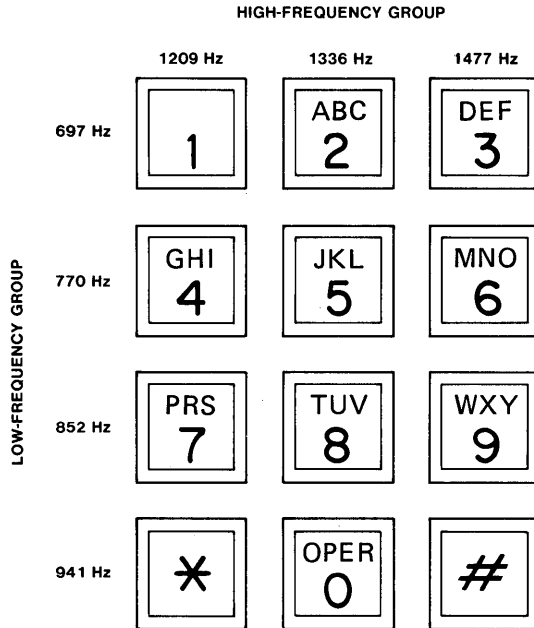 HIGH-FREQUENCY GROUP
1209 Hz 1336 Hz 1477 Hz
697 Hz
1
ABC
2
DEF
3
LOW-FREQUENCY GROUP
770 Hz
GHI
4
JKL
5
MNO
6
852 Hz
PRS
7
TUV
8
WXY
9
941 Hz
*
OPER
0
#